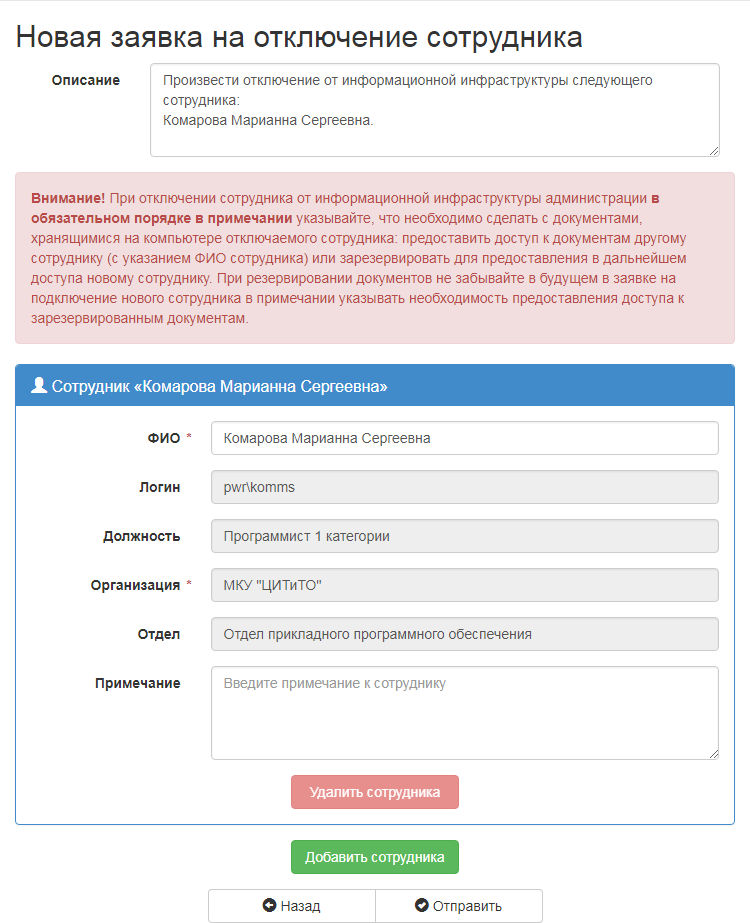 Новая заявка на отключение сотрудника
Описание
Произвести отключение от информационной инфраструктуры следующего
сотрудника:
Комарова Марианна Сергеевна.
Внимание! При отключении сотрудника от информационной инфраструктуры администрации в
обязательном порядке в примечании указывайте, что необходимо сделать с документами,
хранящимися на компьютере отключаемого сотрудника: предоставить доступ к документам другому
сотруднику (с указанием ФИО сотрудника) или зарезервировать для предоставления в дальнейшем
доступа новому сотруднику. При резервировании документов не забывайте в будущем в заявке на
подключение нового сотрудника в примечании указывать необходимость предоставления доступа к
зарезервированным документам.
Сотрудник «Комарова Марианна Сергеевна»
ФИО * Комарова Марианна Сергеевна
Логин pwr\komms
Должность Программист 1 категории
Организация * МКУ "ЦИТиТО"
Отдел Отдел прикладного программного обеспечения
Примечание Введите примечание к сотруднику
Удалить сотрудника
Добавить сотрудника
Назад Отправить